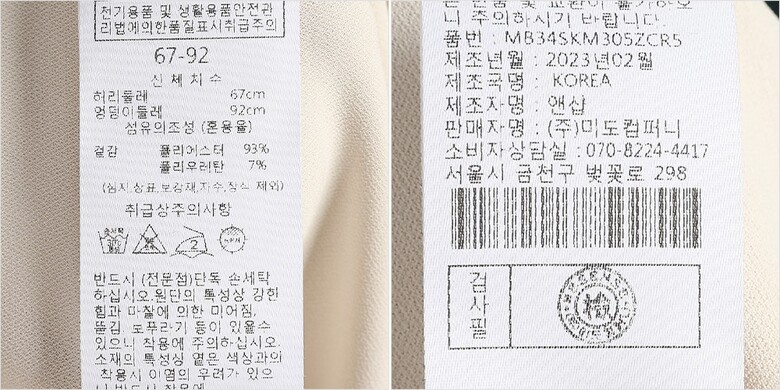 전기용품 및 생활용품안전관
리법에의한품질표시취급주의
67-92
신체치수
허리둘레 67cm
엉덩이둘레 92cm
섬유의조성 (혼용율)
겉감 폴리에스터 93%
폴리우레탄 7%
(심지,상표,보강재,자수,장식 제외)
취급상주의사항
반드시 (전문점)단독 손세탁
하십시오.원단의 특성상 강한
힘과 마찰에 의한 미어짐,
뜯김 보푸라기 등이 있을수
있으니 착용에 주의하십시오.
소재의 특성상 옅은 색상과의
착용시 이염의 우려가 있으
니 주의하시기 바랍니다.
품번 : MB34SKM305ZCR5
제조년월 : 2023년02월
제조국명 : KOREA
제조자명 : 앤샵
판매자명 : (주)미도컴퍼니
소비자상담실 : 070-8224-4417
서울시 금천구 벚꽃로 298
검사필